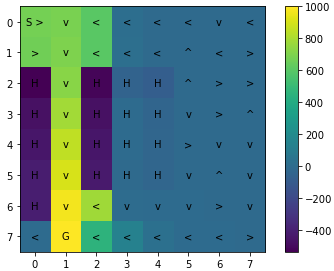 0 S > v < < < < v < 1000
1 > v < < < ^ < > 800
2 H v H H H ^ > > 600
3 H v H H H v > ^ 400
4 H v H H H > v v 200
5 H v H H H v ^ v 0
6 H v < v v v > v −200
7 < G < < < < < > −400
0 1 2 3 4 5 6 7